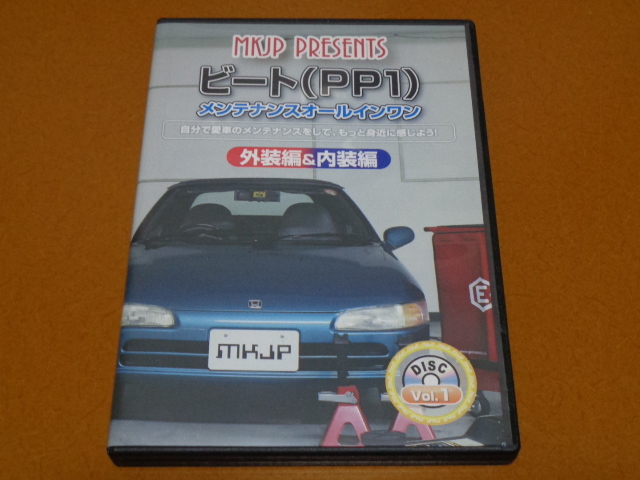 MKJP PRESENTS
ビート(PP1)
メンテナンスオールインワン
自分で愛車のメンテナンスをして、もっと身近に感じよう!
外装編&内装編
MKJP
DISC
Vol.1